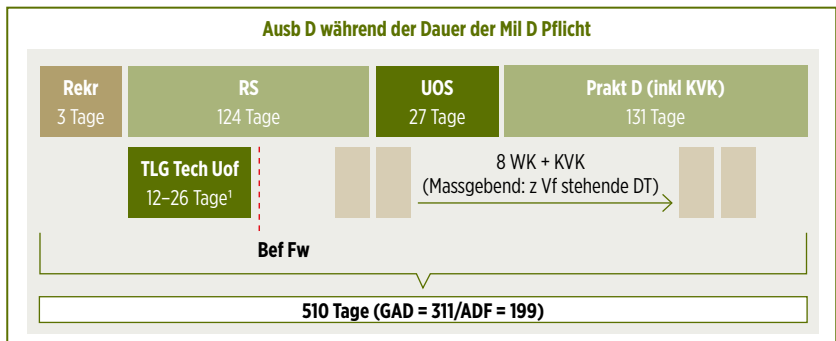 Ausb D während der Dauer der Mil D Pflicht
Rekr
3 Tage
RS
124 Tage
UOS
27 Tage
Prakt D (inkl KVK)
131 Tage
TLG Tech Uof
12–26 Tage¹
8 WK + KVK
(Massgebend: z Vf stehende DT)
Bef Fw
510 Tage (GAD = 311/ADF = 199)